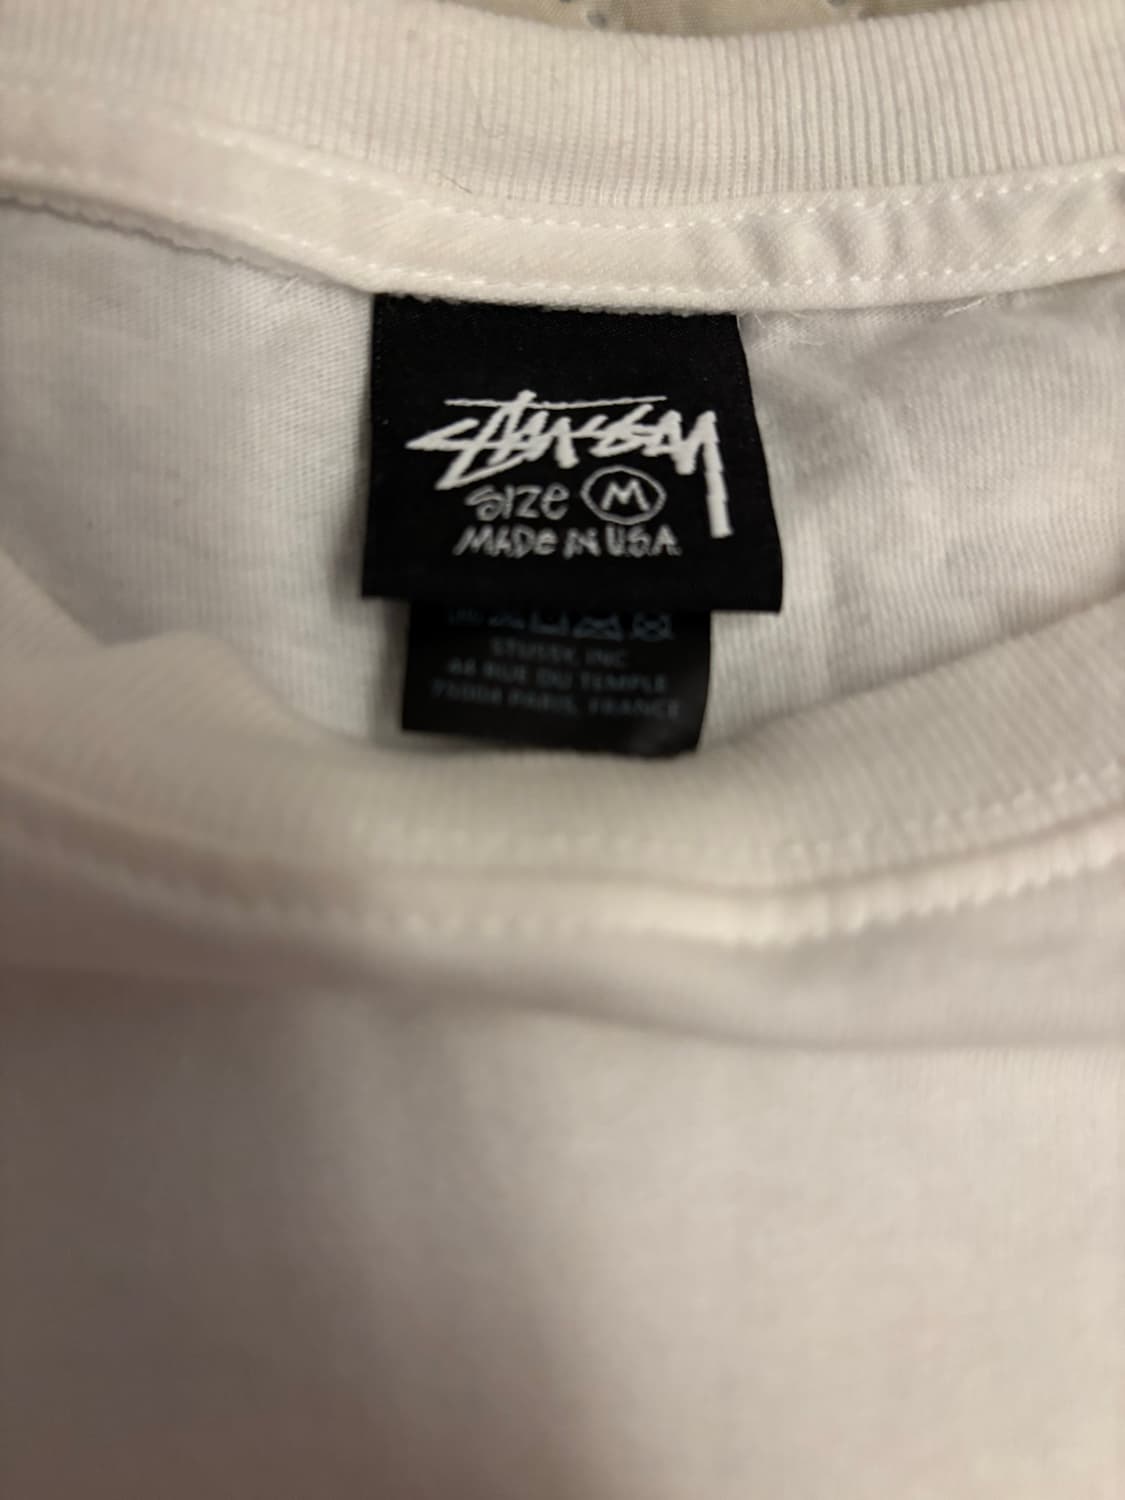 Stüssy
SIZE M
MADE IN U.S.A
STUSSY, INC
44 RUE DU TEMPLE
75004 PARIS, FRANCE